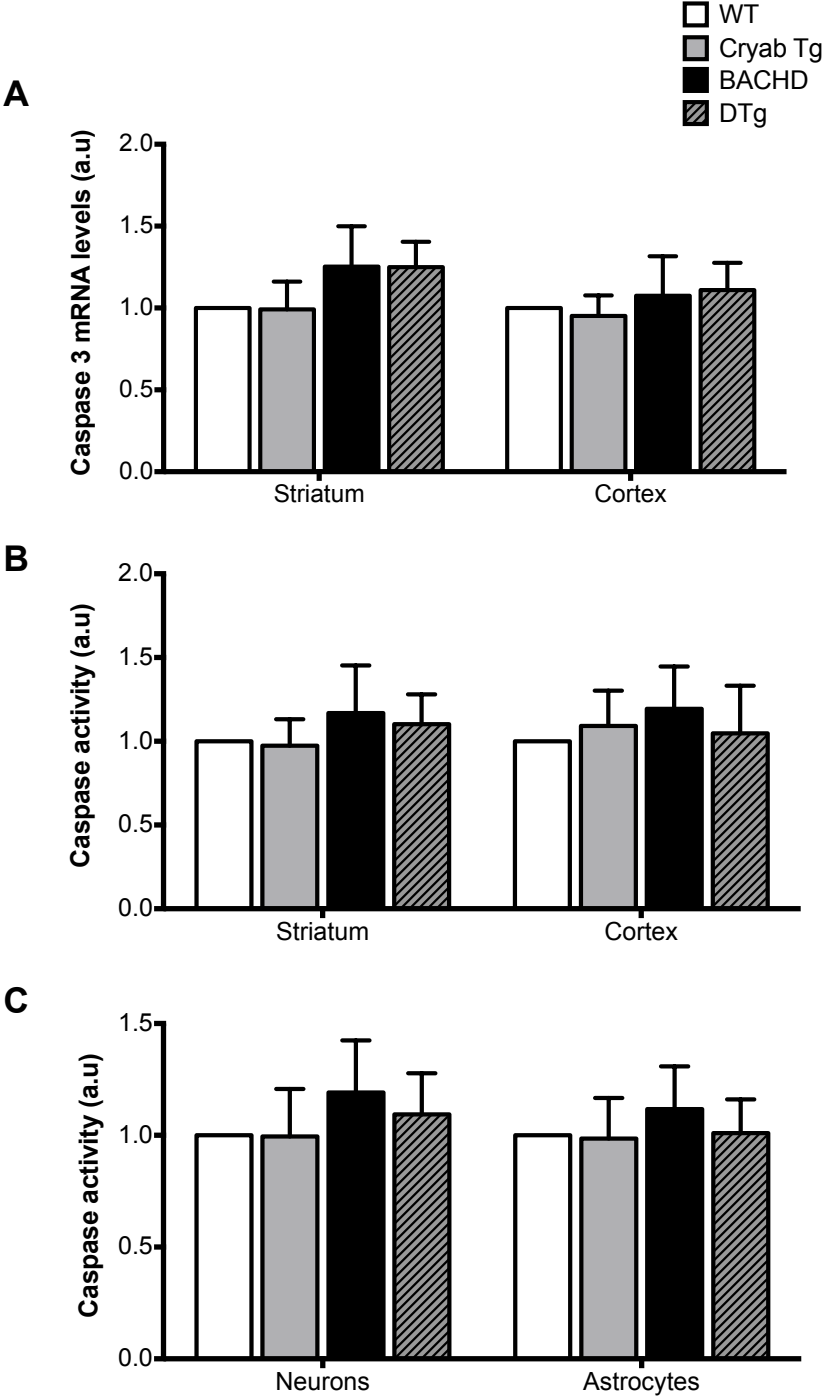 WT
Cryab Tg
BACHD
DTg
A
Caspase 3 mRNA levels (a.u)
2.0
1.5
1.0
0.5
0.0
Striatum
Cortex
B
Caspase activity (a.u)
2.0
1.5
1.0
0.5
0.0
Striatum
Cortex
C
Caspase activity (a.u)
1.5
1.0
0.5
0.0
Neurons
Astrocytes